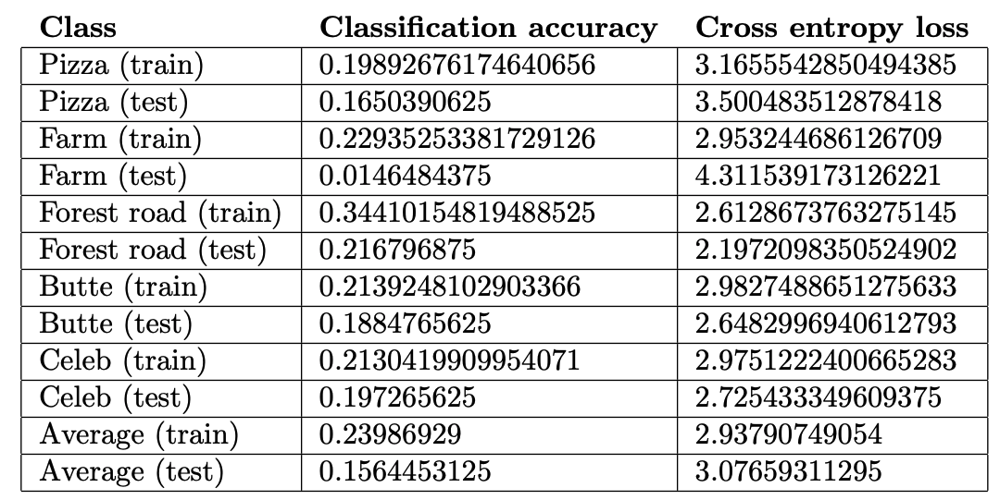 Class Classification accuracy Cross entropy loss
Pizza (train) 0.19892676174640656 3.1655542850494385
Pizza (test) 0.1650390625 3.500483512878418
Farm (train) 0.22935253381729126 2.953244686126709
Farm (test) 0.0146484375 4.311539173126221
Forest road (train) 0.34410154819488525 2.6128673763275145
Forest road (test) 0.216796875 2.1972098350524902
Butte (train) 0.2139248102903366 2.9827488651275633
Butte (test) 0.1884765625 2.6482996940612793
Celeb (train) 0.2130419909954071 2.9751222400665283
Celeb (test) 0.197265625 2.725433349609375
Average (train) 0.23986929 2.93790749054
Average (test) 0.1564453125 3.07659311295